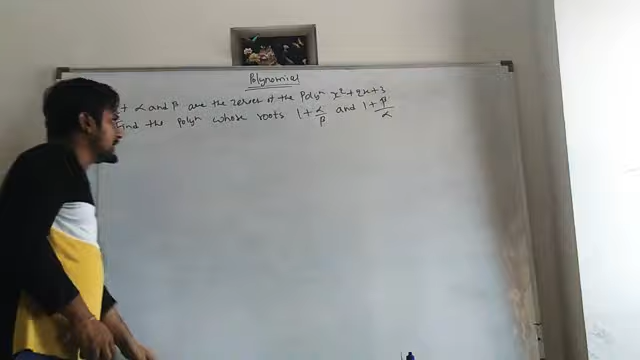 Polynomial
α and β are the zeroes of the Polyⁿ x²+2x+3
Find the Polyⁿ whose roots 1+α/β and 1+β/α